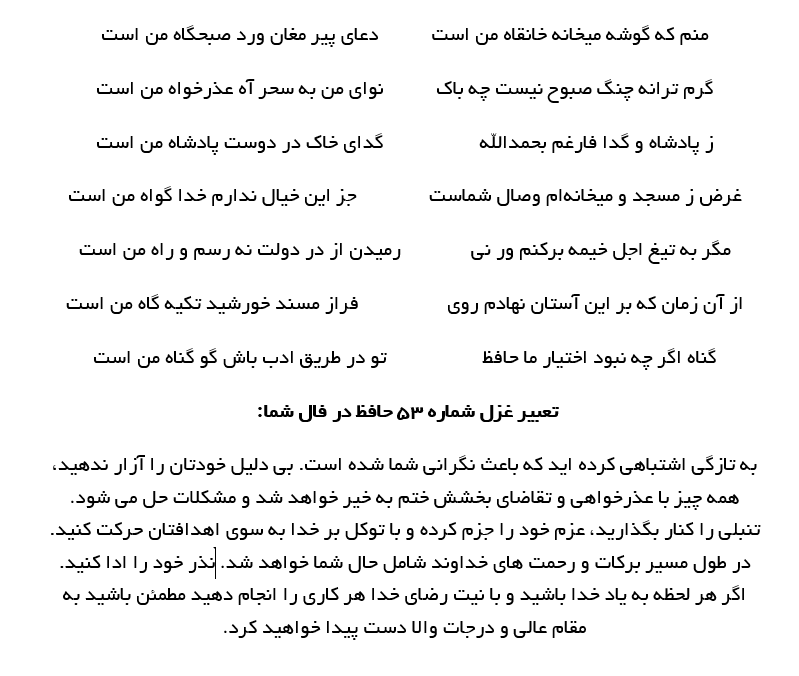 منم که گوشه میخانه خانقاه من است دعای پیر مغان ورد صبحگاه من است
گرم ترانه چنگ صبوح نیست چه باک نوای من به سحر آه عذرخواه من است
ز پادشاه و گدا فارغم بحمدالله گدای خاک در دوست پادشاه من است
غرض ز مسجد و میخانه‌ام وصال شماست جز این خیال ندارم خدا گواه من است
مگر به تیغ اجل خیمه برکنم ور نی رمیدن از در دولت نه رسم و راه من است
از آن زمان که بر این آستان نهادم روی فراز مسند خورشید تکیه گاه من است
گناه اگر چه نبود اختیار ما حافظ تو در طریق ادب باش گو گناه من است
تعبیر غزل شماره ۵۳ حافظ در فال شما:
به تازگی اشتباهی کرده اید که باعث نگرانی شما شده است. بی دلیل خودتان را آزار ندهید،
همه چیز با عذرخواهی و تقاضای بخشش ختم به خیر خواهد شد و مشکلات حل می شود.
تنبلی را کنار بگذارید، عزم خود را جزم کرده و با توکل بر خدا به سوی اهدافتان حرکت کنید.
در طول مسیر برکات و رحمت های خداوند شامل حال شما خواهد شد. نذر خود را ادا کنید.
اگر هر لحظه به یاد خدا باشید و با نیت رضای خدا هر کاری را انجام دهید مطمئن باشید به
مقام عالی و درجات والا دست پیدا خواهید کرد.